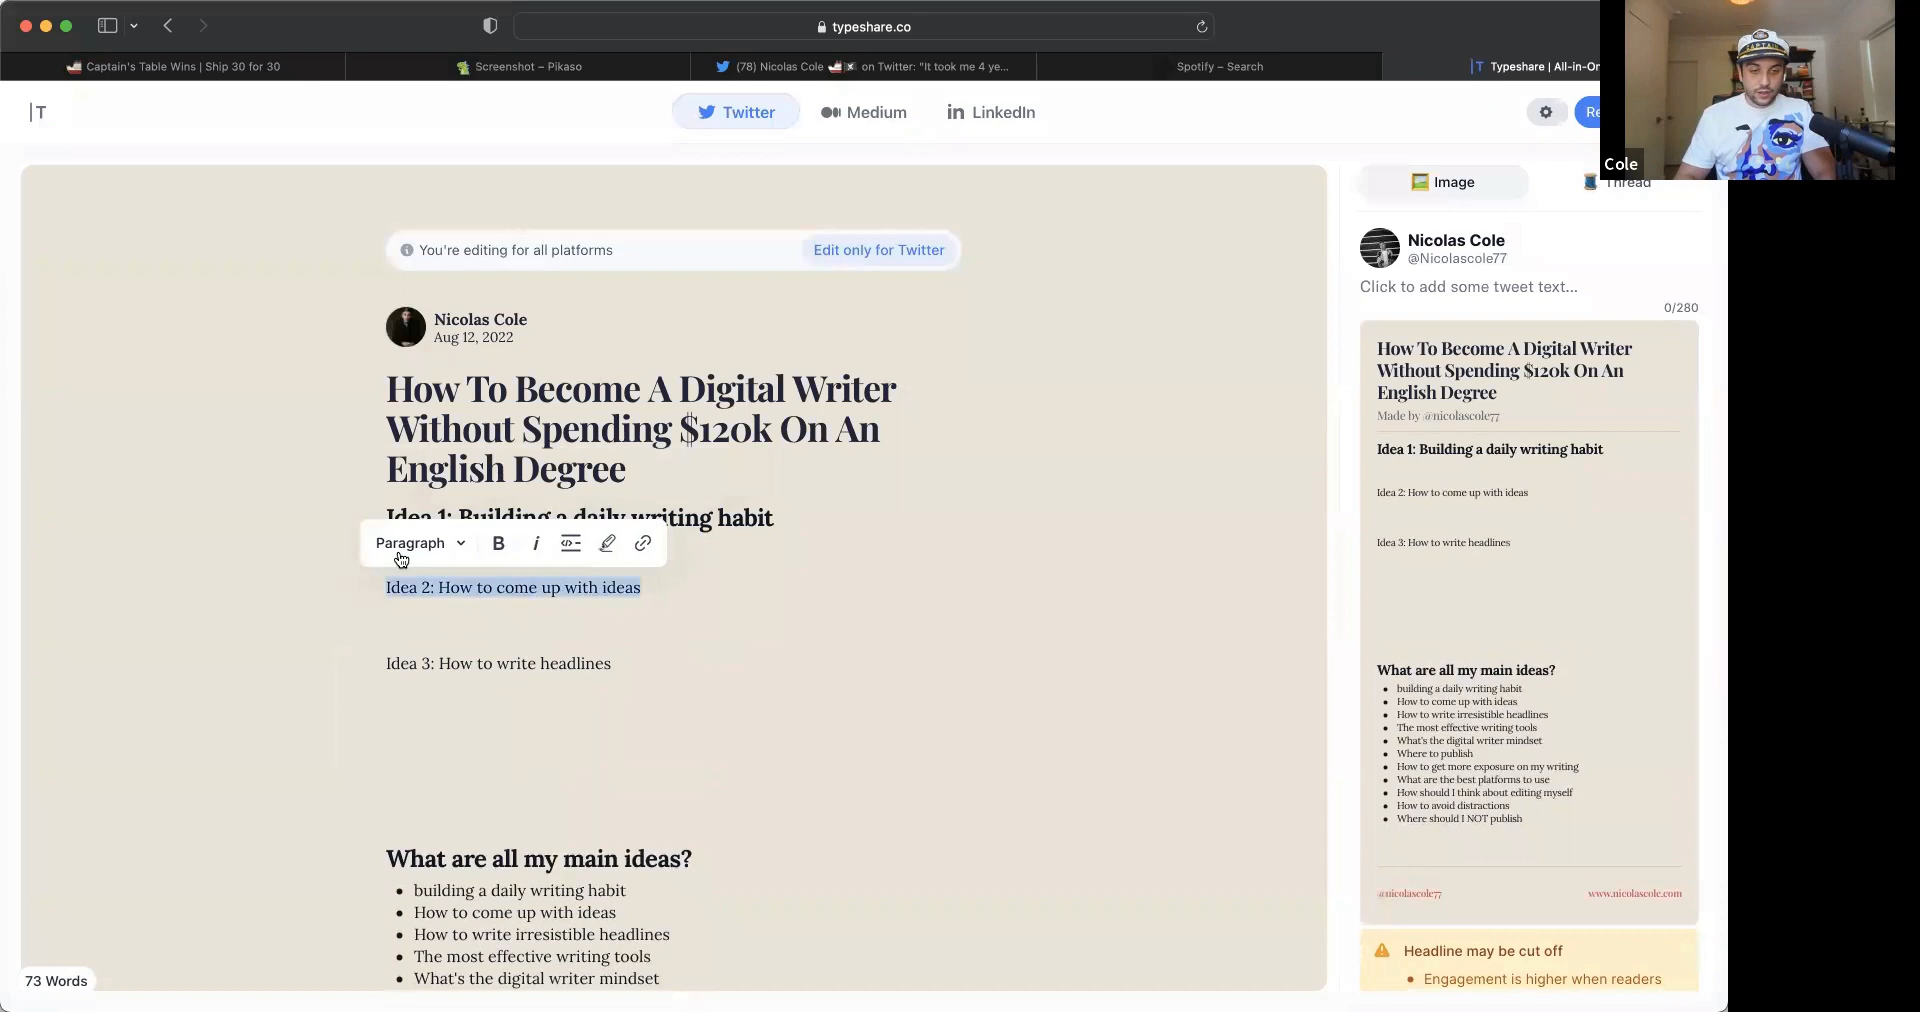 typeshare.co
Captain's Table Wins | Ship 30 for 30
Screenshot – Pikaso
(78) Nicolas Cole on Twitter: "It took me 4 ye...
Spotify – Search
Typeshare | All-in-On
CAPTAIN
Cole
T
Twitter
Medium
LinkedIn
Re
You're editing for all platforms
Edit only for Twitter
Nicolas Cole
Aug 12, 2022
How To Become A Digital Writer
Without Spending $120k On An
English Degree
Idea 1: Building a daily writing habit
Paragraph
B i
Idea 2: How to come up with ideas
Idea 3: How to write headlines
What are all my main ideas?
building a daily writing habit
How to come up with ideas
How to write irresistible headlines
The most effective writing tools
What's the digital writer mindset
73 Words
Image
Thread
Nicolas Cole
@Nicolascole77
Click to add some tweet text...
0/280
How To Become A Digital Writer
Without Spending $120k On An
English Degree
Made by @nicolascole77
Idea 1: Building a daily writing habit
Idea 2: How to come up with ideas
Idea 3: How to write headlines
What are all my main ideas?
building a daily writing habit
How to come up with ideas
How to write irresistible headlines
The most effective writing tools
What's the digital writer mindset
Where to publish
How to get more exposure on my writing
What are the best platforms to use
How should I think about editing myself
How to avoid distractions
Where should I NOT publish
@nicolascole77
www.nicolascole.com
Headline may be cut off
Engagement is higher when readers